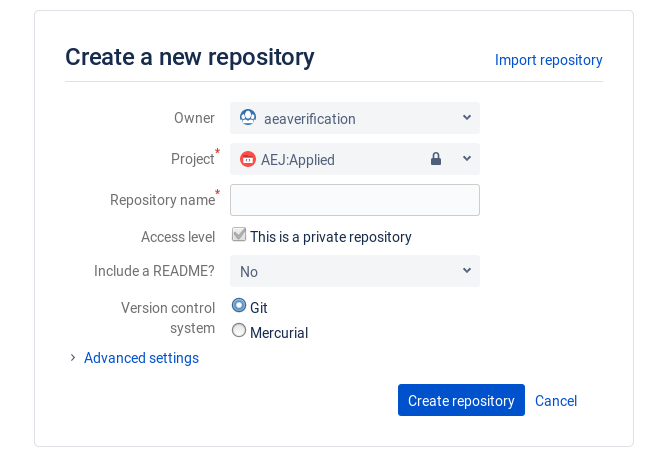 Create a new repository
Import repository
Owner
aeaverification
Project*
AEJ:Applied
Repository name*
Access level
This is a private repository
Include a README?
No
Version control
system
Git
Mercurial
Advanced settings
Create repository
Cancel